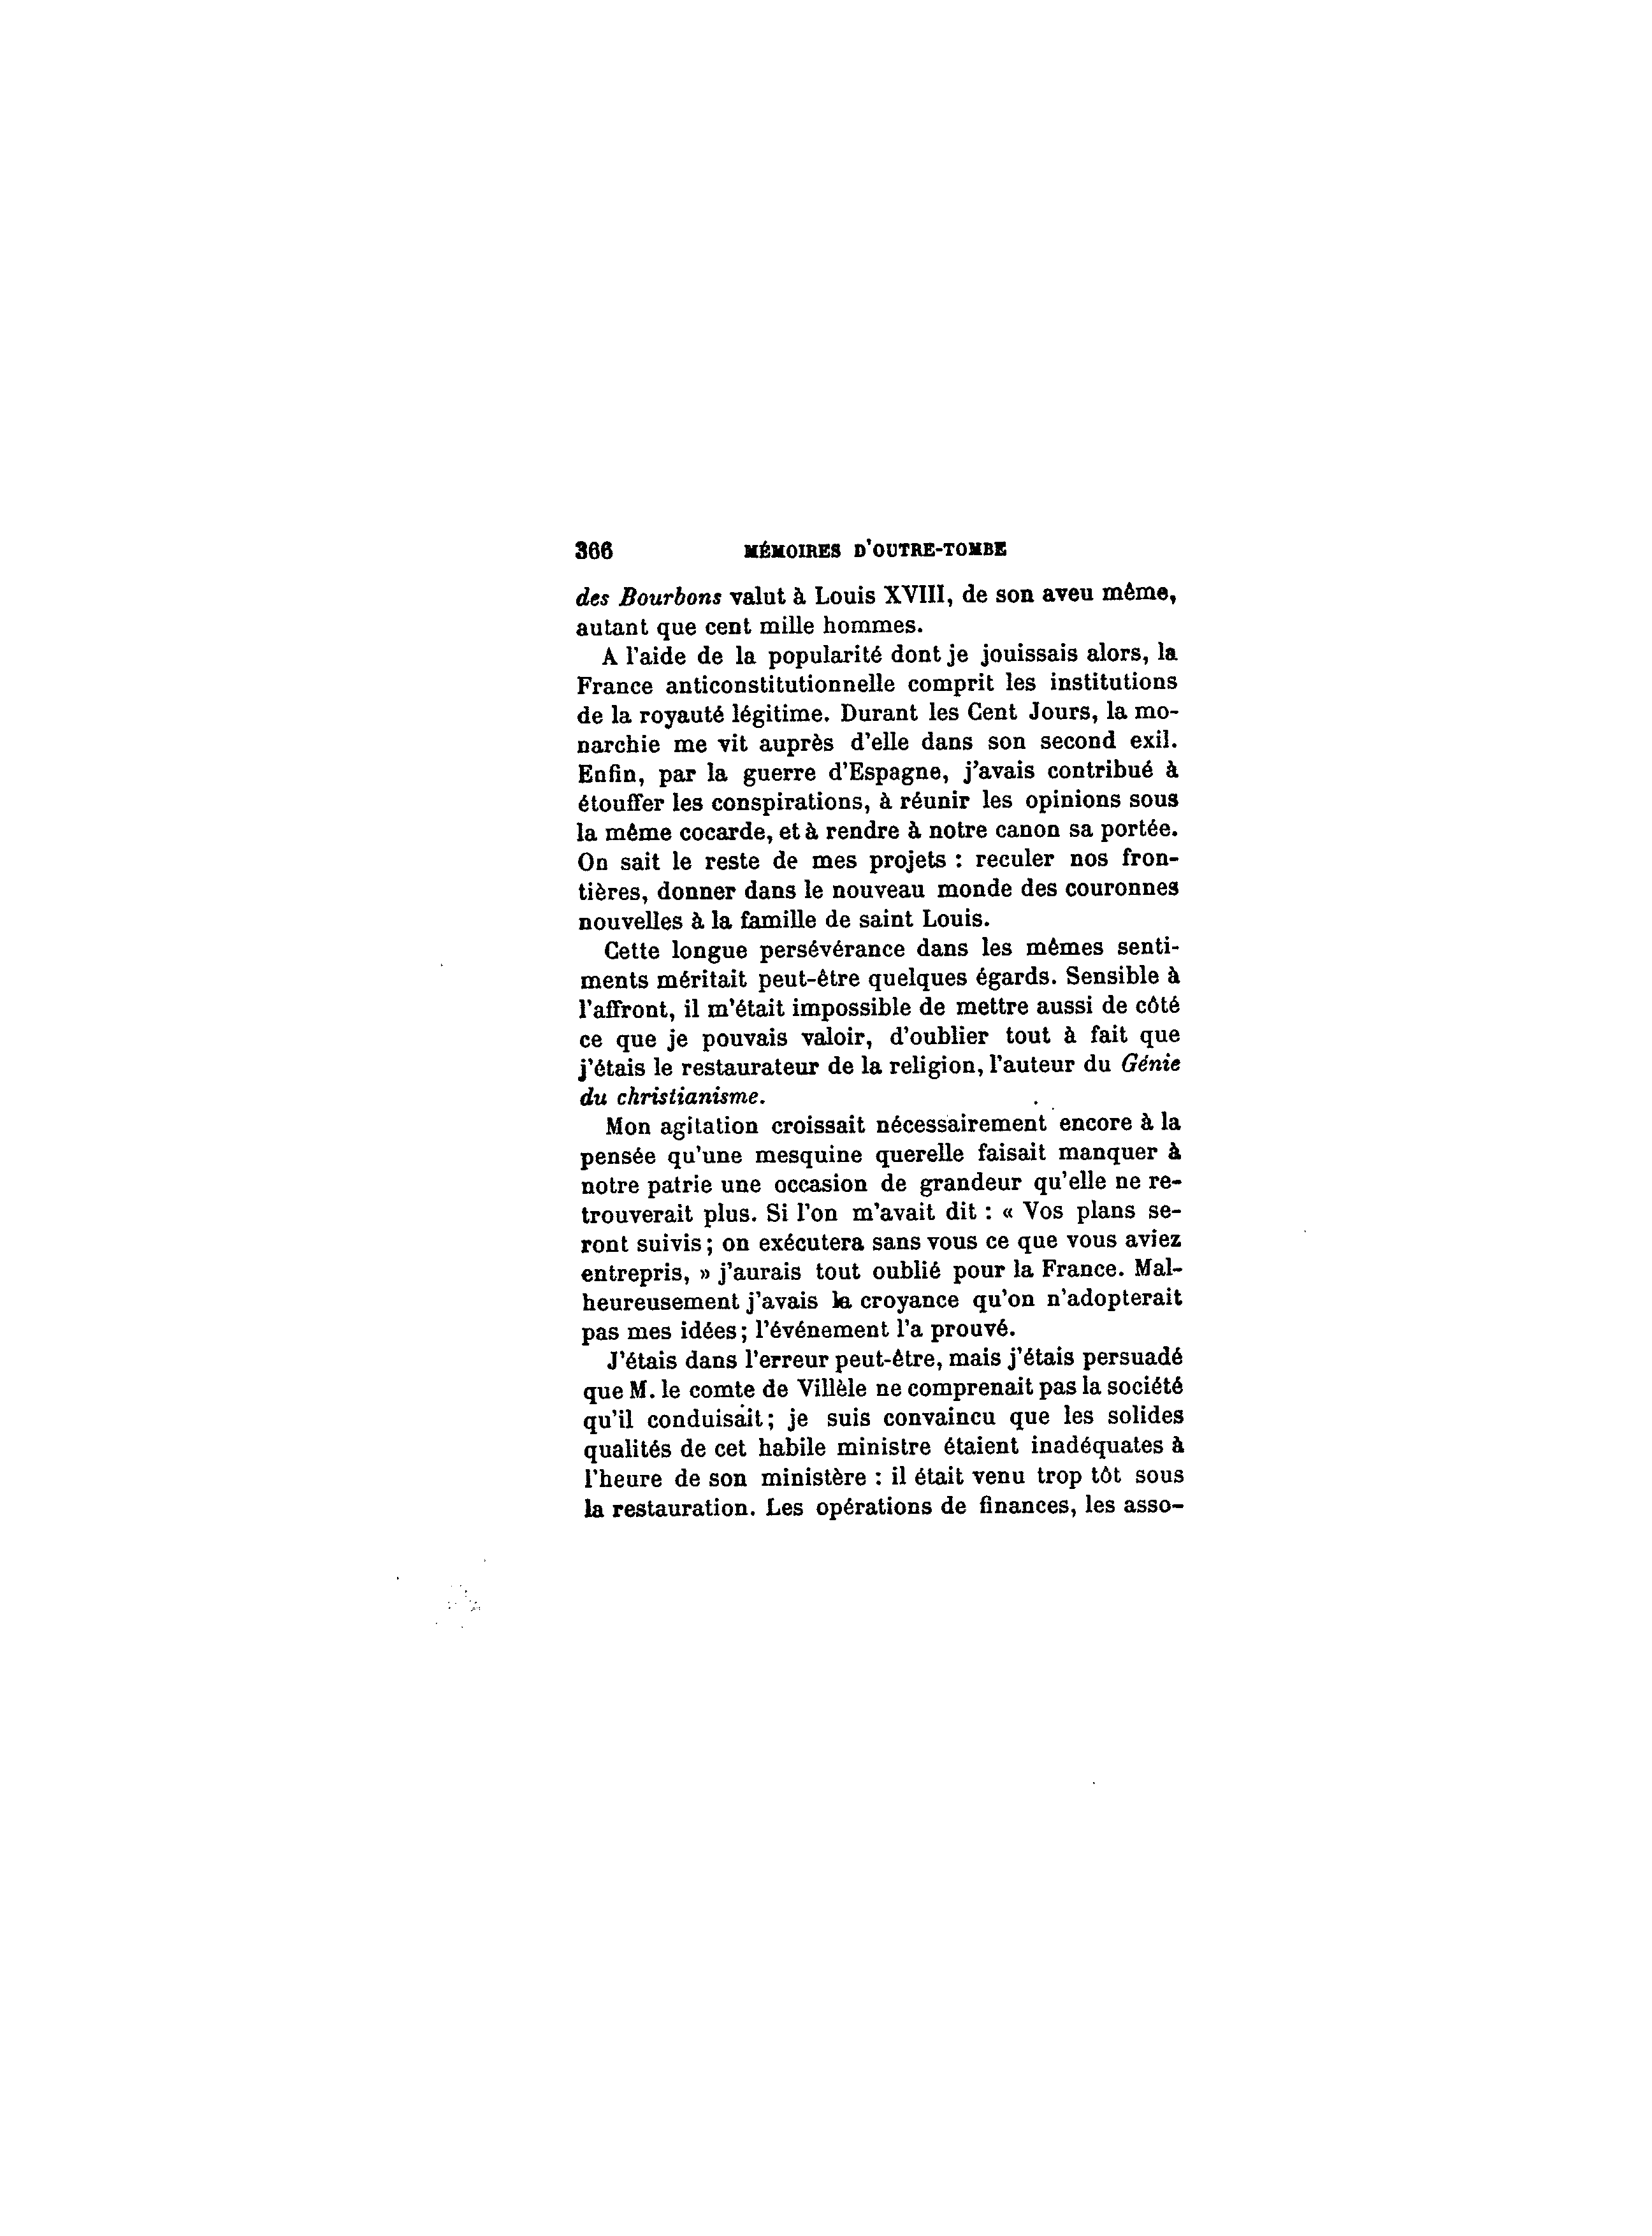 366 MÉMOIRES D'OUTRE-TOMBE
des Bourbons valut à Louis XVIII, de son aveu même,
autant que cent mille hommes.
A l'aide de la popularité dont je jouissais alors, la
France anticonstitutionnelle comprit les institutions
de la royauté légitime. Durant les Cent Jours, la mo-
narchie me vit auprès d'elle dans son second exil.
Enfin, par la guerre d'Espagne, j'avais contribué à
étouffer les conspirations, à réunir les opinions sous
la même cocarde, et à rendre à notre canon sa portée.
On sait le reste de mes projets : reculer nos fron-
tières, donner dans le nouveau monde des couronnes
nouvelles à la famille de saint Louis.
Cette longue persévérance dans les mêmes senti-
ments méritait peut-être quelques égards. Sensible à
l'affront, il m'était impossible de mettre aussi de côté
ce que je pouvais valoir, d'oublier tout à fait que
j'étais le restaurateur de la religion, l'auteur du Génie
du christianisme.
Mon agitation croissait nécessairement encore à la
pensée qu'une mesquine querelle faisait manquer à
notre patrie une occasion de grandeur qu'elle ne re-
trouverait plus. Si l'on m'avait dit : « Vos plans se-
ront suivis ; on exécutera sans vous ce que vous aviez
entrepris, » j'aurais tout oublié pour la France. Mal-
heureusement j'avais la croyance qu'on n'adopterait
pas mes idées ; l'événement l'a prouvé.
J'étais dans l'erreur peut-être, mais j'étais persuadé
que M. le comte de Villèle ne comprenait pas la société
qu'il conduisait ; je suis convaincu que les solides
qualités de cet habile ministre étaient inadéquates à
l'heure de son ministère : il était venu trop tôt sous
la restauration. Les opérations de finances, les asso-